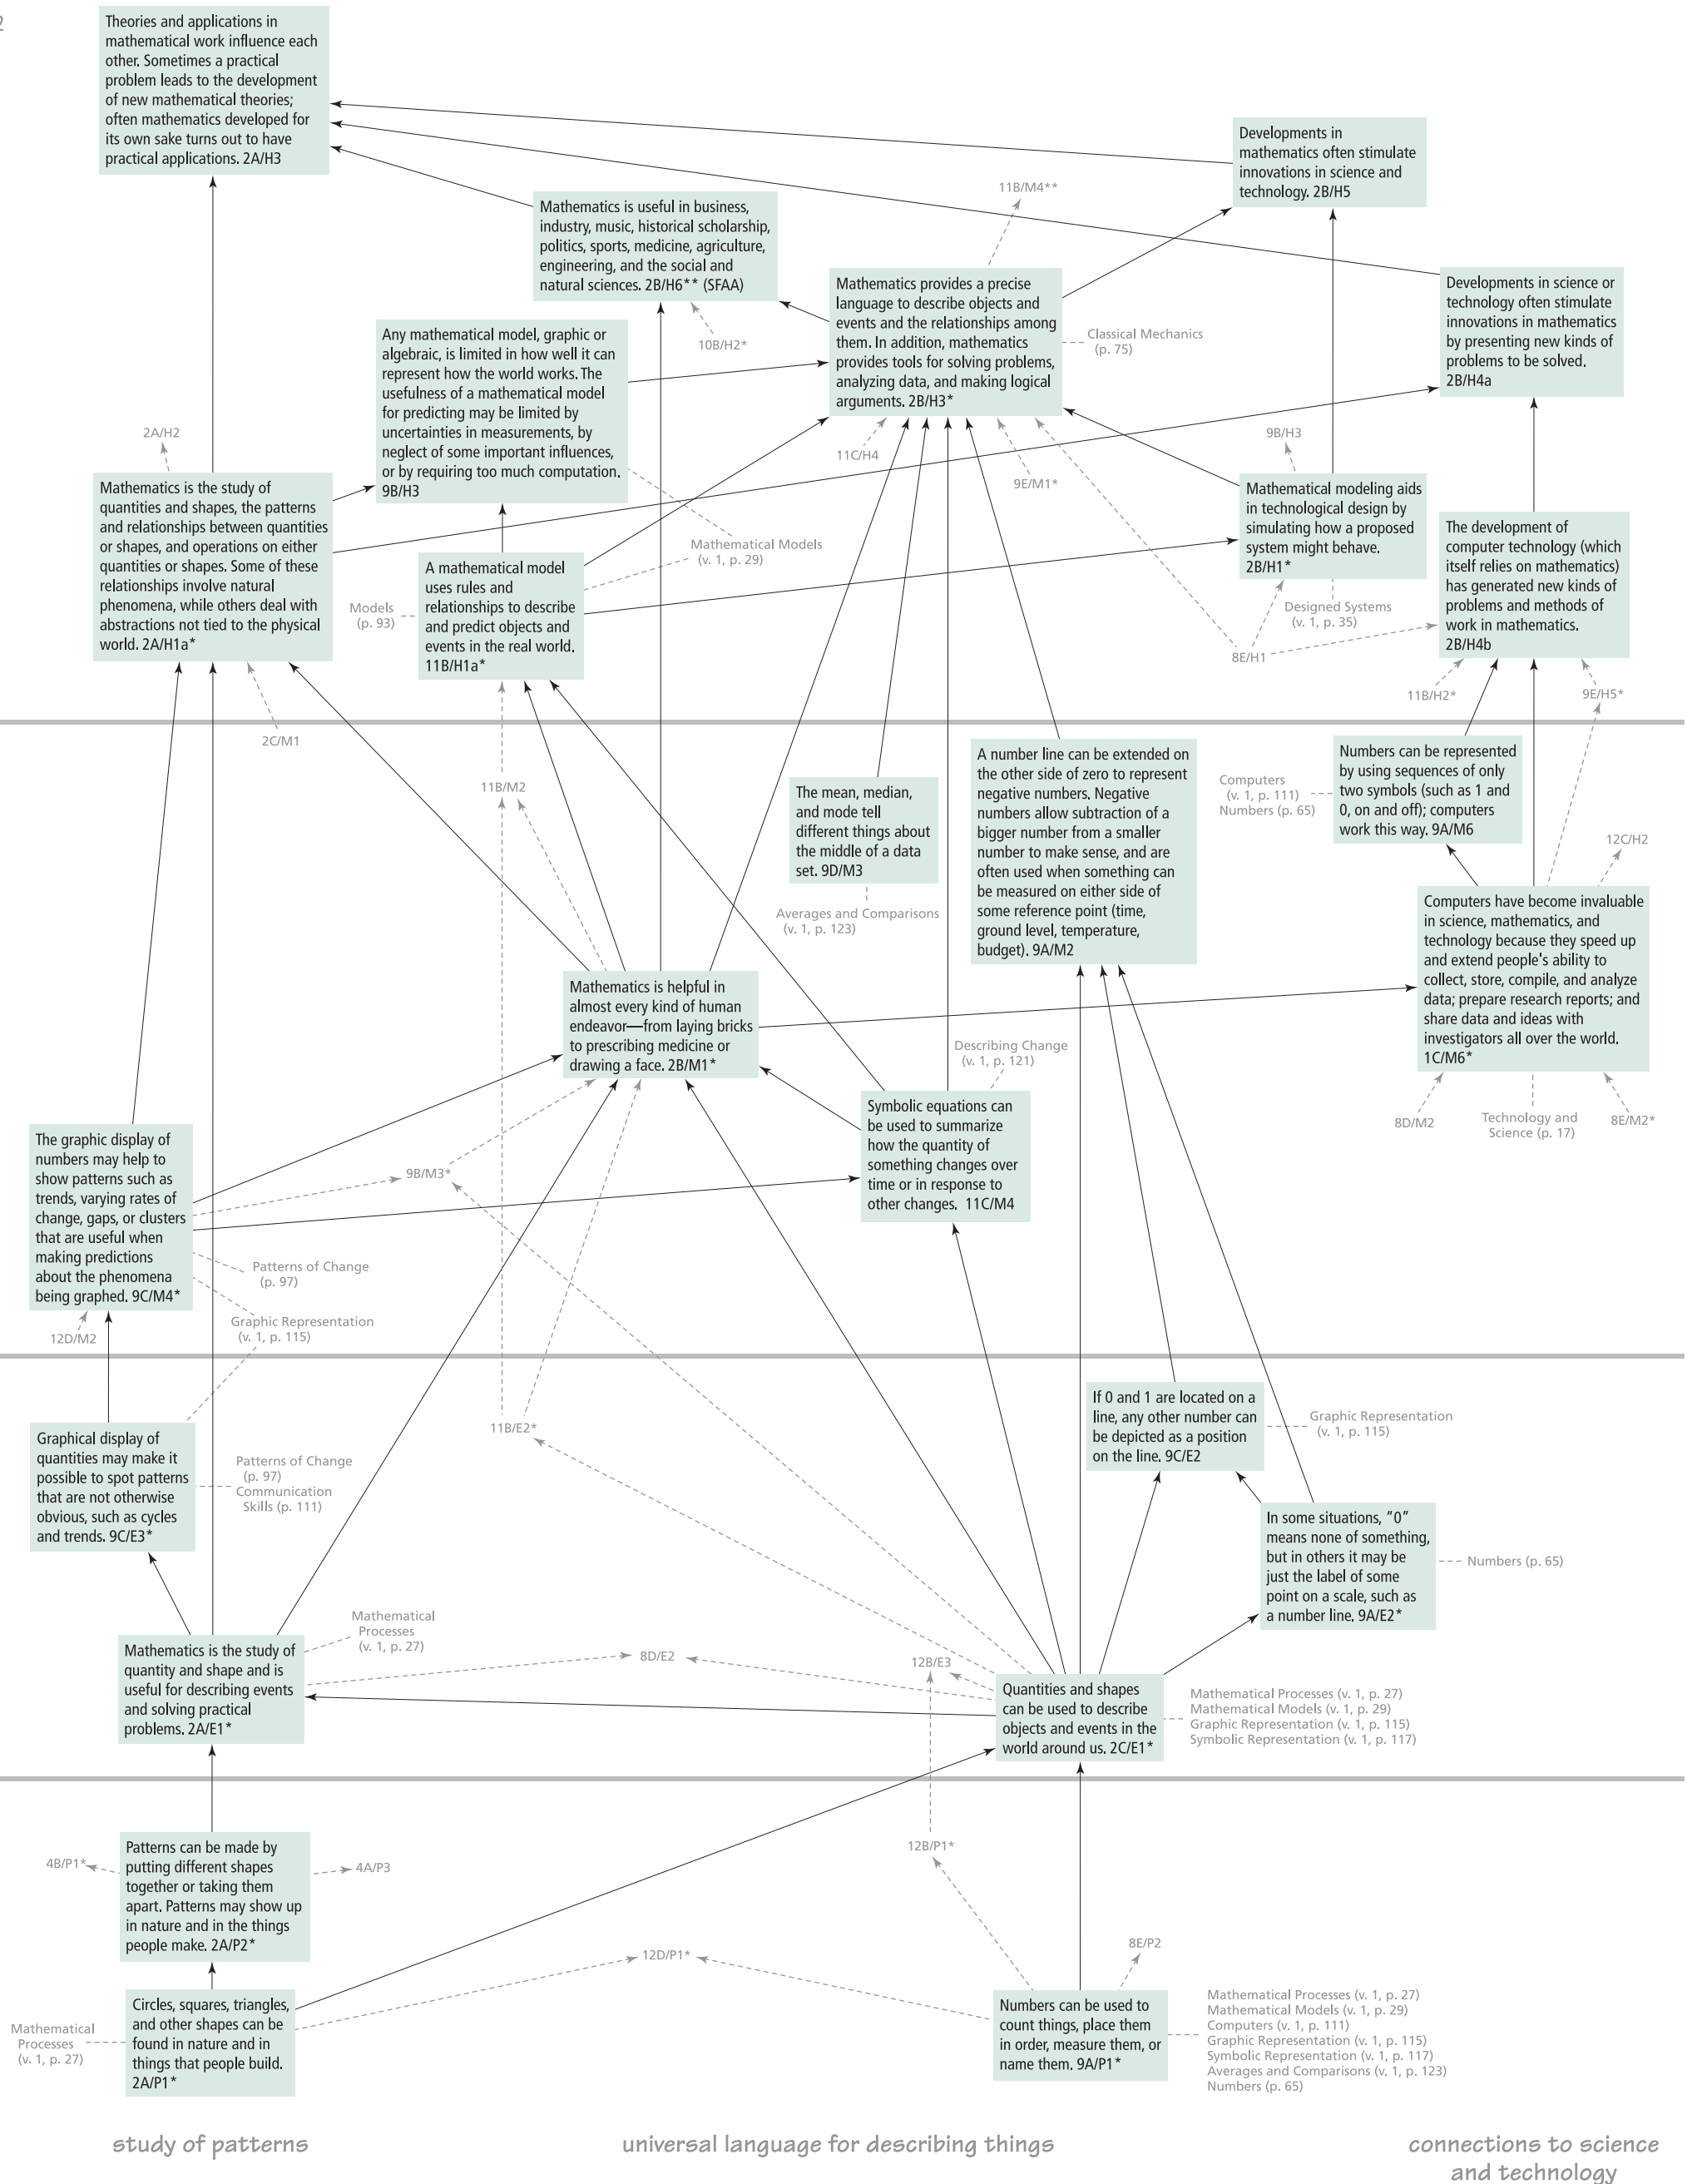 2
Theories and applications in
mathematical work influence each
other. Sometimes a practical
problem leads to the development
of new mathematical theories;
often mathematics developed for
its own sake turns out to have
practical applications. 2A/H3
Developments in
mathematics often stimulate
innovations in science and
technology. 2B/H5
11B/M4**
Mathematics is useful in business,
industry, music, historical scholarship,
politics, sports, medicine, agriculture,
engineering, and the social and
natural sciences. 2B/H6** (SFAA)
Mathematics provides a precise
language to describe objects and
events and the relationships among
them. In addition, mathematics
provides tools for solving problems,
analyzing data, and making logical
arguments. 2B/H3*
Developments in science or
technology often stimulate
innovations in mathematics
by presenting new kinds of
problems to be solved.
2B/H4a
Classical Mechanics
(p. 75)
10B/H2*
Any mathematical model, graphic or
algebraic, is limited in how well it can
represent how the world works. The
usefulness of a mathematical model
for predicting may be limited by
uncertainties in measurements, by
neglect of some important influences,
or by requiring too much computation.
9B/H3
2A/H2
11C/H4
9E/M1*
9B/H3
Mathematics is the study of
quantities and shapes, the patterns
and relationships between quantities
or shapes, and operations on either
quantities or shapes. Some of these
relationships involve natural
phenomena, while others deal with
abstractions not tied to the physical
world. 2A/H1a*
Mathematical modeling aids
in technological design by
simulating how a proposed
system might behave.
2B/H1*
The development of
computer technology (which
itself relies on mathematics)
has generated new kinds of
problems and methods of
work in mathematics.
2B/H4b
Mathematical Models
(v. 1, p. 29)
A mathematical model
uses rules and
relationships to describe
and predict objects and
events in the real world.
11B/H1a*
Models
(p. 93)
Designed Systems
(v. 1, p. 35)
8E/H1
11B/H2*
9E/H5*
2C/M1
11B/M2
The mean, median,
and mode tell
different things about
the middle of a data
set. 9D/M3
Averages and Comparisons
(v. 1, p. 123)
A number line can be extended on
the other side of zero to represent
negative numbers. Negative
numbers allow subtraction of a
bigger number from a smaller
number to make sense, and are
often used when something can
be measured on either side of
some reference point (time,
ground level, temperature,
budget). 9A/M2
Computers
(v. 1, p. 111)
Numbers (p. 65)
Numbers can be represented
by using sequences of only
two symbols (such as 1 and
0, on and off); computers
work this way. 9A/M6
12C/H2
Computers have become invaluable
in science, mathematics, and
technology because they speed up
and extend people's ability to
collect, store, compile, and analyze
data; prepare research reports; and
share data and ideas with
investigators all over the world.
1C/M6*
8D/M2
Technology and
Science (p. 17)
8E/M2*
Mathematics is helpful in
almost every kind of human
endeavor—from laying bricks
to prescribing medicine or
drawing a face. 2B/M1*
Describing Change
(v. 1, p. 121)
Symbolic equations can
be used to summarize
how the quantity of
something changes over
time or in response to
other changes. 11C/M4
The graphic display of
numbers may help to
show patterns such as
trends, varying rates of
change, gaps, or clusters
that are useful when
making predictions
about the phenomena
being graphed. 9C/M4*
9B/M3*
Patterns of Change
(p. 97)
Graphic Representation
(v. 1, p. 115)
12D/M2
Graphical display of
quantities may make it
possible to spot patterns
that are not otherwise
obvious, such as cycles
and trends. 9C/E3*
Patterns of Change
(p. 97)
Communication
Skills (p. 111)
11B/E2*
If 0 and 1 are located on a
line, any other number can
be depicted as a position
on the line. 9C/E2
Graphic Representation
(v. 1, p. 115)
In some situations, "0"
means none of something,
but in others it may be
just the label of some
point on a scale, such as
a number line. 9A/E2*
Numbers (p. 65)
Mathematics is the study of
quantity and shape and is
useful for describing events
and solving practical
problems. 2A/E1*
Mathematical
Processes
(v. 1, p. 27)
8D/E2
12B/E3
Quantities and shapes
can be used to describe
objects and events in the
world around us. 2C/E1*
Mathematical Processes (v. 1, p. 27)
Mathematical Models (v. 1, p. 29)
Graphic Representation (v. 1, p. 115)
Symbolic Representation (v. 1, p. 117)
Patterns can be made by
putting different shapes
together or taking them
apart. Patterns may show up
in nature and in the things
people make. 2A/P2*
4B/P1*
4A/P3
12B/P1*
12D/P1*
8E/P2
Circles, squares, triangles,
and other shapes can be
found in nature and in
things that people build.
2A/P1*
Mathematical
Processes
(v. 1, p. 27)
Numbers can be used to
count things, place them
in order, measure them, or
name them. 9A/P1*
Mathematical Processes (v. 1, p. 27)
Mathematical Models (v. 1, p. 29)
Computers (v. 1, p. 111)
Graphic Representation (v. 1, p. 115)
Symbolic Representation (v. 1, p. 117)
Averages and Comparisons (v. 1, p. 123)
Numbers (p. 65)
study of patterns
universal language for describing things
connections to science
and technology